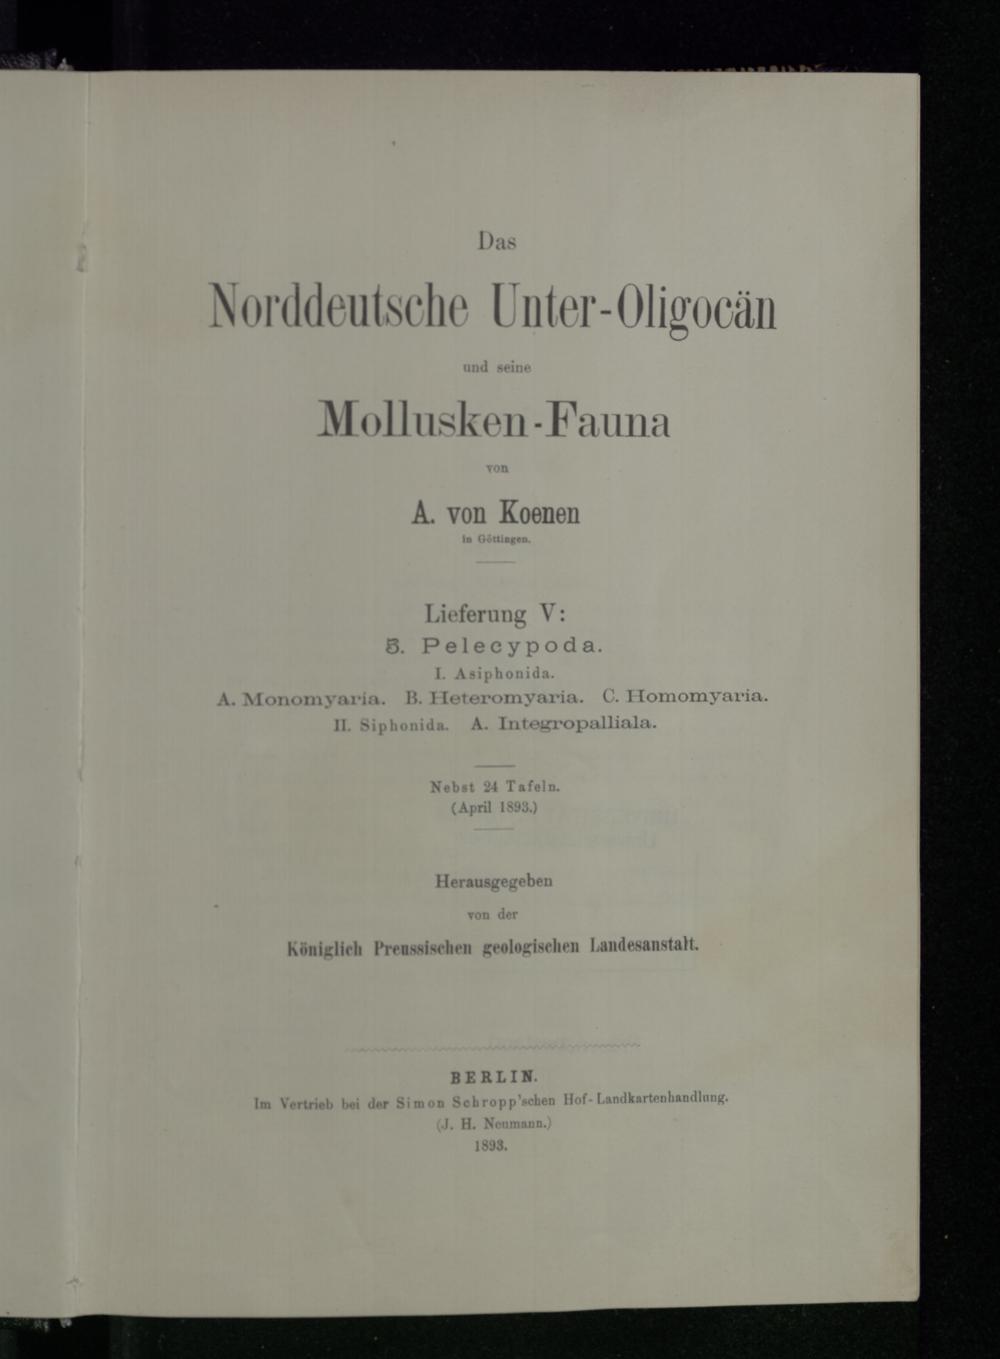 Das
Norddeutsche Unter-Oligocän
und seine
Mollusken-Fauna
von
A. von Koenen
in Göttingen.
Lieferung V:
5. Pelecypoda.
I. Asiphonida.
A. Monomyaria. B. Heteromyaria. C. Homomyaria.
II. Siphonida. A. Integropalliala.
Nebst 24 Tafeln.
(April 1893.)
Herausgegeben
von der
Königlich Preussischen geologischen Landesanstalt.
BERLIN.
Im Vertrieb bei der Simon Schropp'schen Hof-Landkartenhandlung.
(J. H. Neumann.)
1893.